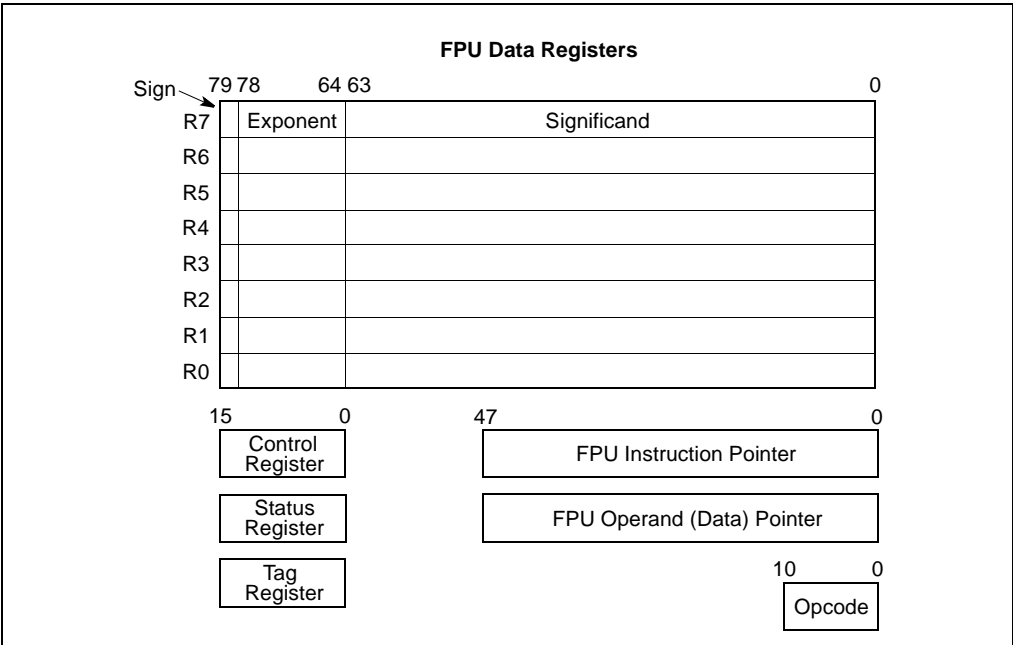 FPU Data Registers
Sign
79 78 64 63 0
R7 Exponent Significand
R6
R5
R4
R3
R2
R1
R0
15 0 47 0
Control
Register
FPU Instruction Pointer
Status
Register
FPU Operand (Data) Pointer
Tag
Register
10 0
Opcode